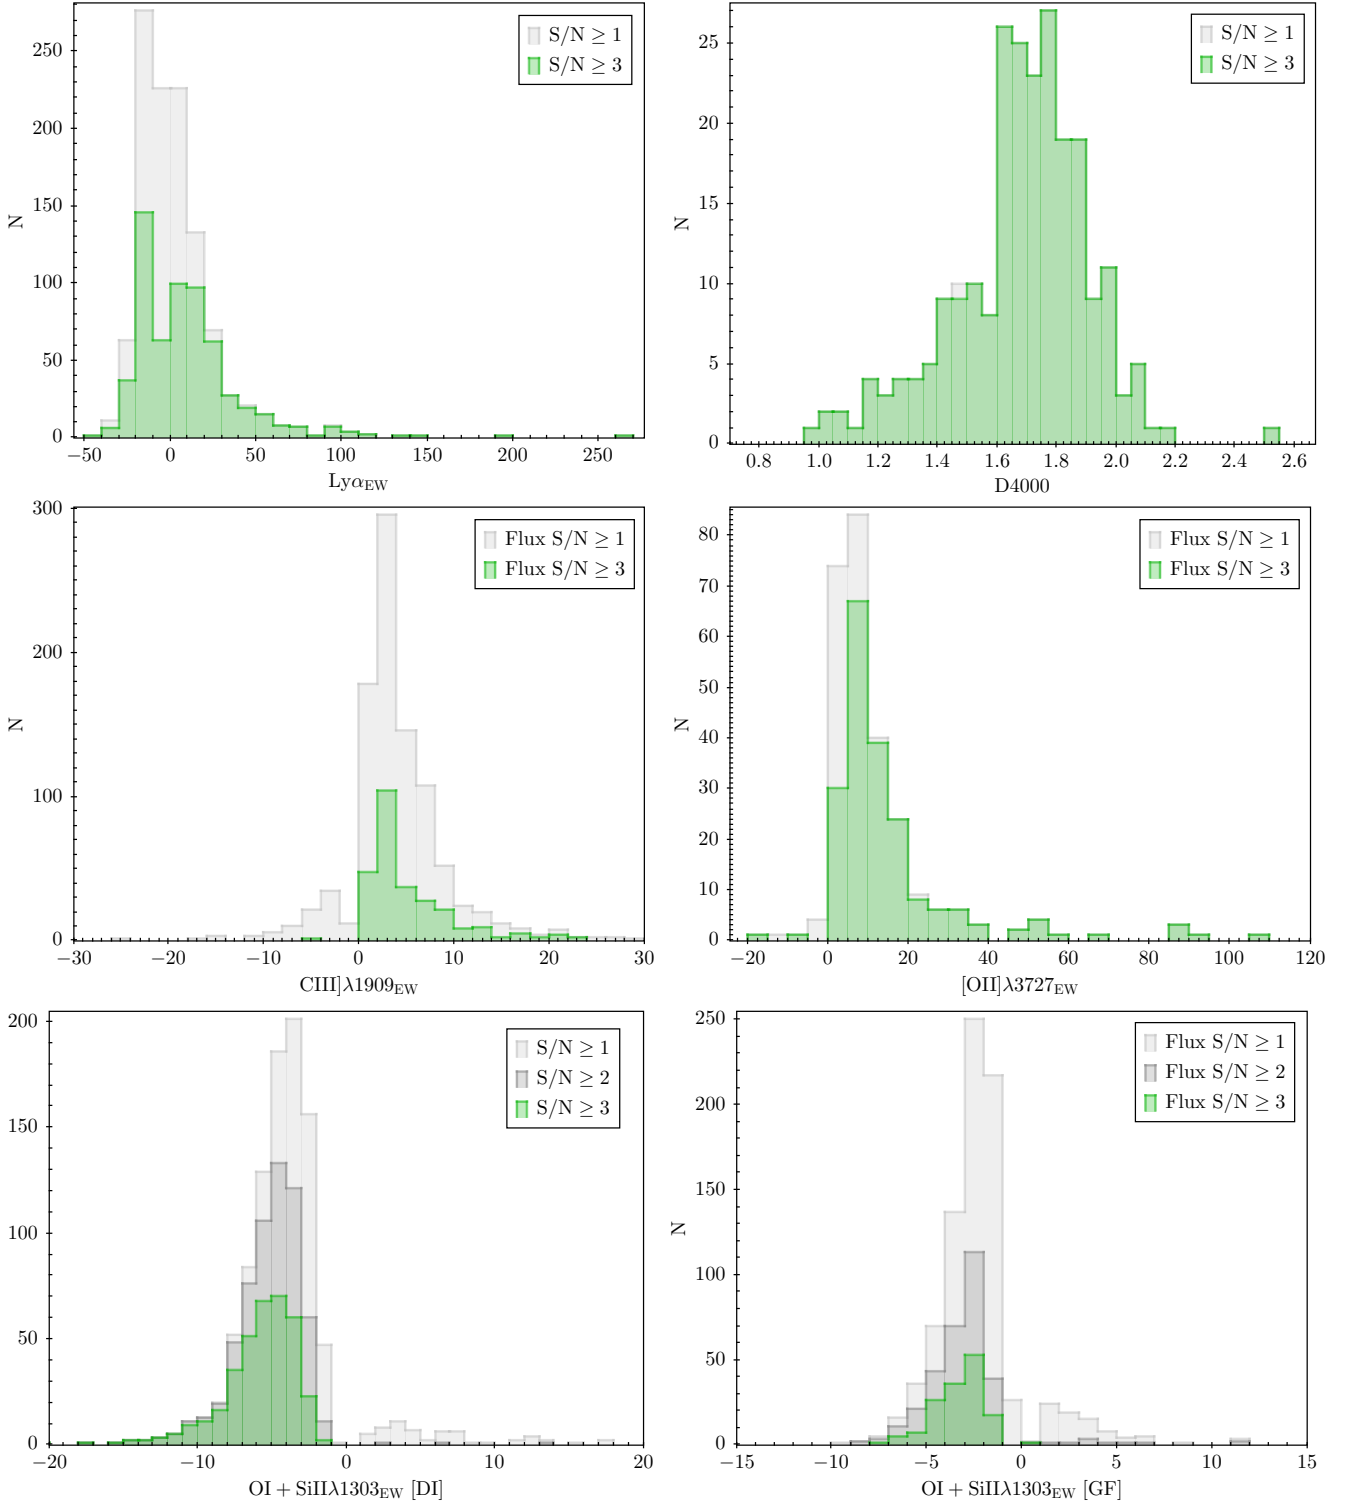 S/N ≥ 1
S/N ≥ 3
250
200
150
100
50
0
N
−50 0 50 100 150 200 250
Lyα_EW
S/N ≥ 1
S/N ≥ 3
25
20
15
10
5
0
N
0.8 1.0 1.2 1.4 1.6 1.8 2.0 2.2 2.4 2.6
D4000
Flux S/N ≥ 1
Flux S/N ≥ 3
300
200
100
0
N
−30 −20 −10 0 10 20 30
CIII]λ1909_EW
Flux S/N ≥ 1
Flux S/N ≥ 3
80
70
60
50
40
30
20
10
0
N
−20 0 20 40 60 80 100 120
[OII]λ3727_EW
S/N ≥ 1
S/N ≥ 2
S/N ≥ 3
200
150
100
50
0
−20 −10 0 10 20
OI + SiIIλ1303_EW [DI]
Flux S/N ≥ 1
Flux S/N ≥ 2
Flux S/N ≥ 3
250
200
150
100
50
0
N
−15 −10 −5 0 5 10 15
OI + SiIIλ1303_EW [GF]